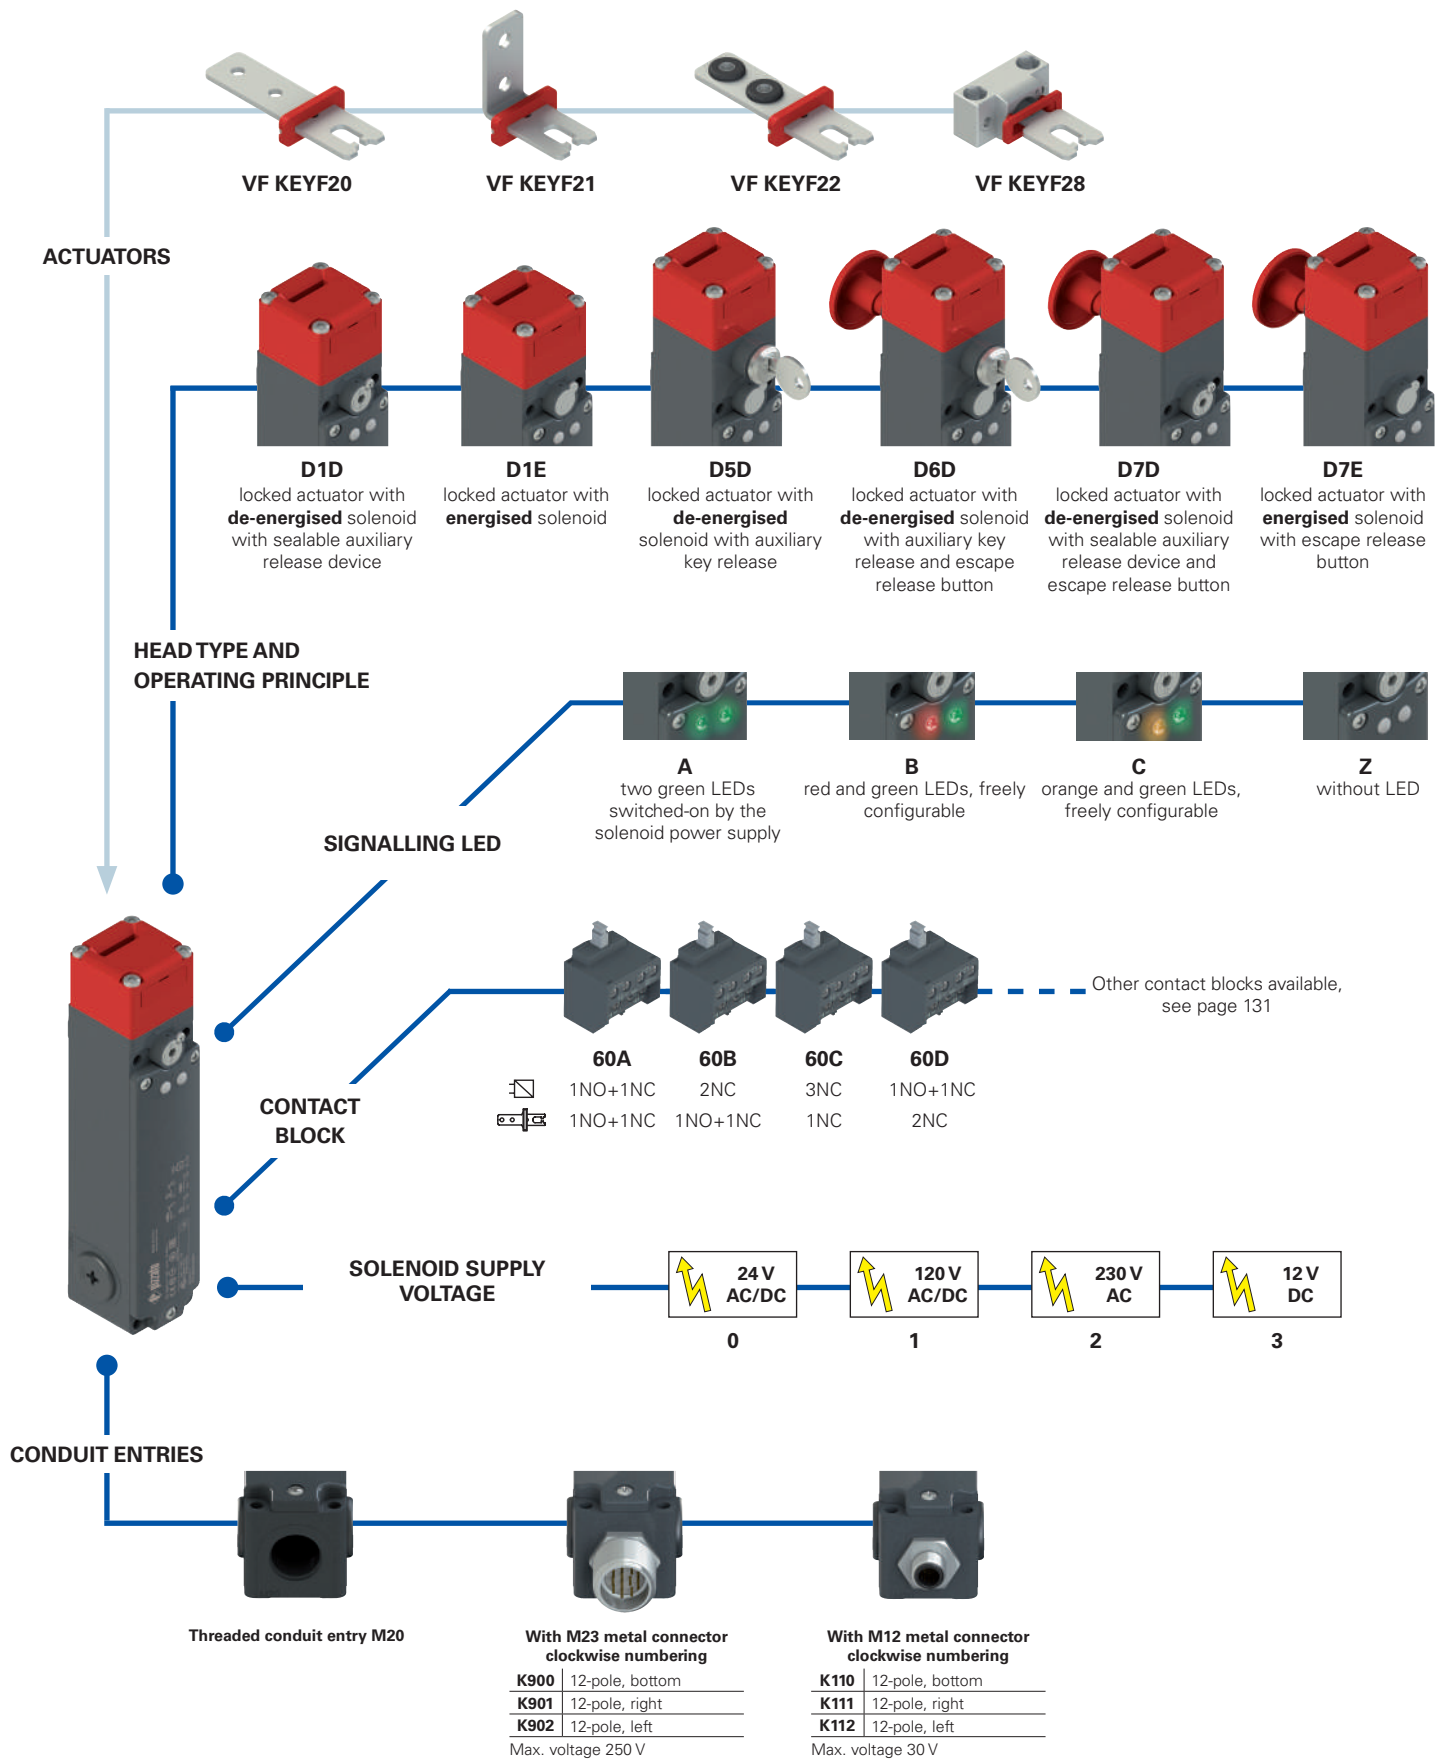 VF KEYF20 VF KEYF21 VF KEYF22 VF KEYF28
ACTUATORS
D1D
locked actuator with
de-energised solenoid
with sealable auxiliary
release device
D1E
locked actuator with
energised solenoid
D5D
locked actuator with
de-energised
solenoid with auxiliary
key release
D6D
locked actuator with
de-energised solenoid
with auxiliary key
release and escape
release button
D7D
locked actuator with
de-energised solenoid
with sealable auxiliary
release device and
escape release button
D7E
locked actuator with
energised solenoid
with escape release
button
HEAD TYPE AND
OPERATING PRINCIPLE
A
two green LEDs
switched-on by the
solenoid power supply
B
red and green LEDs, freely
configurable
C
orange and green LEDs,
freely configurable
Z
without LED
SIGNALLING LED
Other contact blocks available,
see page 131
60A 60B 60C 60D
1NO+1NC 2NC 3NC 1NO+1NC
1NO+1NC 1NO+1NC 1NC 2NC
CONTACT
BLOCK
pizzato
SOLENOID SUPPLY
VOLTAGE
24 V
AC/DC
0
120 V
AC/DC
1
230 V
AC
2
12 V
DC
3
CONDUIT ENTRIES
Threaded conduit entry M20
With M23 metal connector
clockwise numbering
K900 12-pole, bottom
K901 12-pole, right
K902 12-pole, left
Max. voltage 250 V
With M12 metal connector
clockwise numbering
K110 12-pole, bottom
K111 12-pole, right
K112 12-pole, left
Max. voltage 30 V